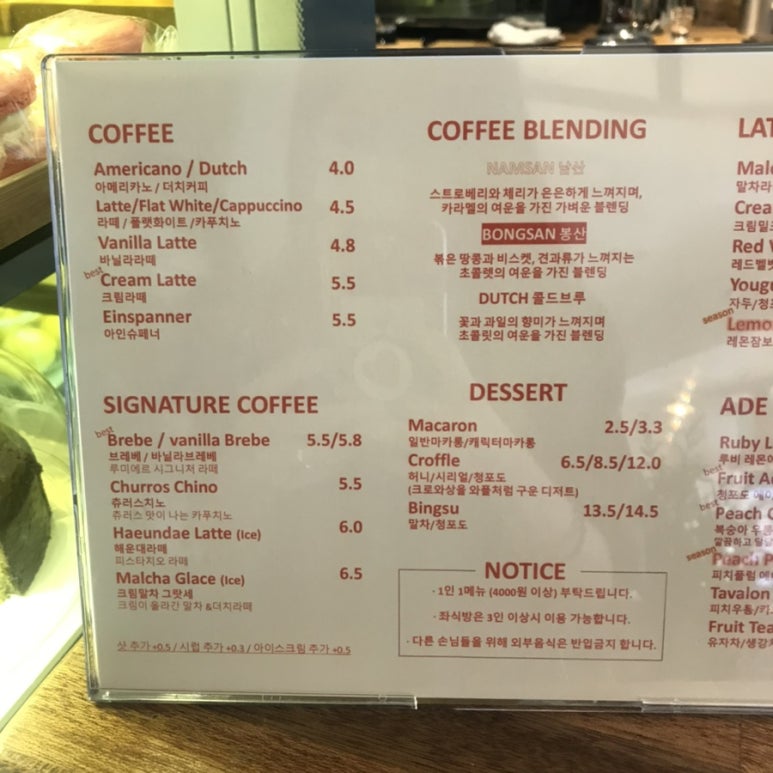 COFFEE
Americano / Dutch 4.0
아메리카노 / 더치커피
Latte/Flat White/Cappuccino 4.5
라떼 / 플랫화이트 / 카푸치노
Vanilla Latte 4.8
바닐라라떼
best
Cream Latte 5.5
크림라떼
Einspanner 5.5
아인슈페너
SIGNATURE COFFEE
best
Brebe / vanilla Brebe 5.5/5.8
브레베 / 바닐라브레베
루미에르 시그니처 라떼
Churros Chino 5.5
츄러스치노
츄러스 맛이 나는 카푸치노
Haeundae Latte (Ice) 6.0
해운대라떼
피스타치오 라떼
Malcha Glace (Ice) 6.5
크림말차 그랏세
크림이 올라간 말차 &더치라떼
샷 추가 +0.5 / 시럽 추가 +0.3 / 아이스크림 추가 +0.5
COFFEE BLENDING
NAMSAN 남산
스트로베리와 체리가 은은하게 느껴지며,
카라멜의 여운을 가진 가벼운 블렌딩
BONGSAN 봉산
볶은 땅콩과 비스켓, 견과류가 느껴지는
초콜렛의 여운을 가진 블렌딩
DUTCH 콜드브루
꽃과 과일의 향미가 느껴지며
초콜릿의 여운을 가진 블렌딩
DESSERT
Macaron 2.5/3.3
일반마카롱/캐릭터마카롱
Croffle 6.5/8.5/12.0
허니/시리얼/청포도
(크로와상을 와플처럼 구운 디저트)
Bingsu 13.5/14.5
말차/청포도
NOTICE
· 1인 1메뉴 (4000원 이상) 부탁드립니다.
· 좌식방은 3인 이상시 이용 가능합니다.
· 다른 손님들을 위해 외부음식은 반입금지 합니다.
LAT
말차라
Crea
크림밀크
Red V
레드벨벳
Yougu
자두/청포
season
Lemo
레몬잠보
ADE
Ruby L
루비 레몬에
best
Fruit Ad
청포도 에이
best
Peach C
복숭아 우롱
season
Peach P
피치플럼 에
Tavalon
피치우롱/카
Fruit Tea
유자차/생강차